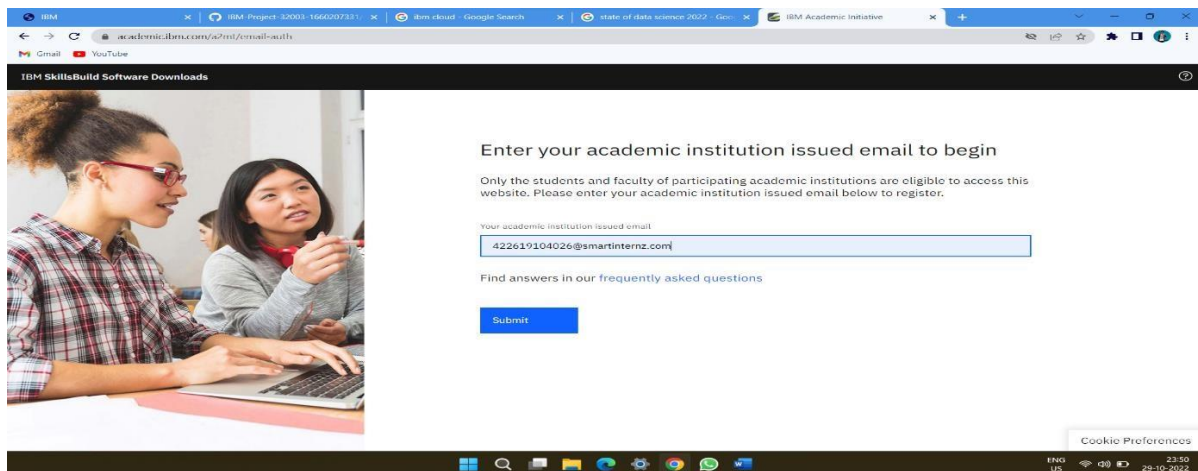 IBM
IBM-Project-32003-1660207331
ibm cloud - Google Search
state of data science 2022 - Goo
IBM Academic Initiative
academic.ibm.com/a2mt/email-auth
Gmail
YouTube
IBM SkillsBuild Software Downloads
Enter your academic institution issued email to begin
Only the students and faculty of participating academic institutions are eligible to access this
website. Please enter your academic institution issued email below to register.
Your academic institution issued email
422619104026@smartinternz.com
Find answers in our frequently asked questions
Submit
Cookie Preferences
ENG
US
23:50
29-10-2022